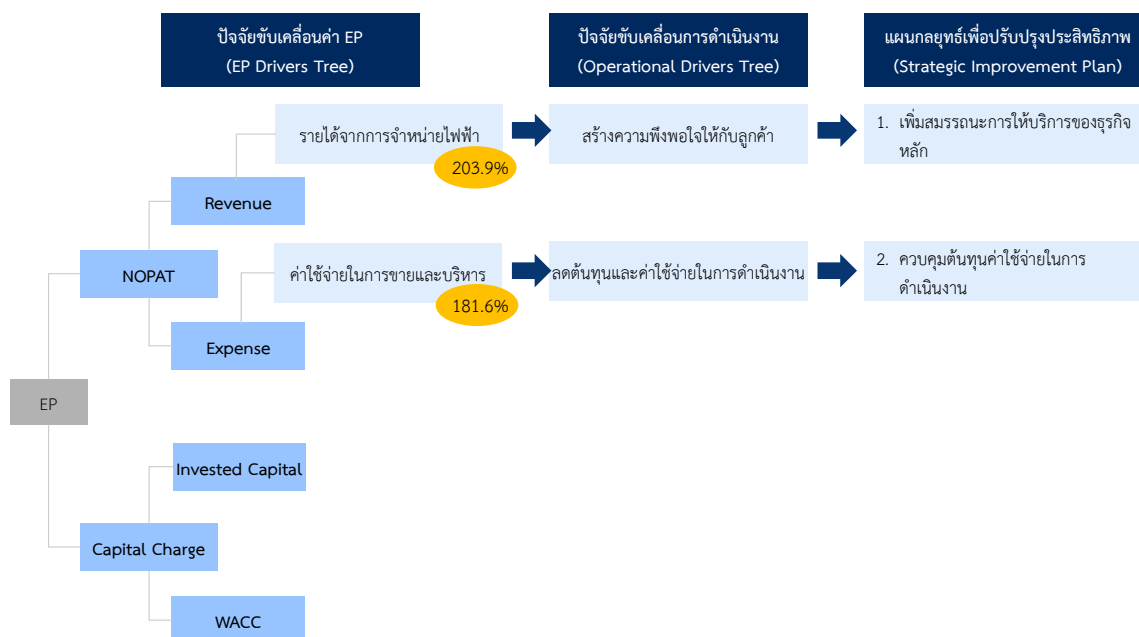 ปัจจัยขับเคลื่อนค่า EP
(EP Drivers Tree)
ปัจจัยขับเคลื่อนการดำเนินงาน
(Operational Drivers Tree)
แผนกลยุทธ์เพื่อปรับปรุงประสิทธิภาพ
(Strategic Improvement Plan)
รายได้จากการจำหน่ายไฟฟ้า
203.9%
สร้างความพึงพอใจให้กับลูกค้า
1. เพิ่มสมรรถนะการให้บริการของธุรกิจ
หลัก
Revenue
NOPAT
ค่าใช้จ่ายในการขายและบริหาร
181.6%
ลดต้นทุนและค่าใช้จ่ายในการดำเนินงาน
2. ควบคุมต้นทุนค่าใช้จ่ายในการ
ดำเนินงาน
Expense
EP
Invested Capital
Capital Charge
WACC